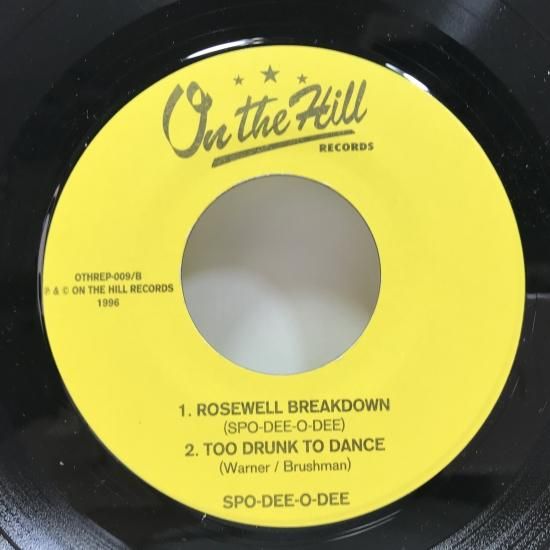 On the Hill
RECORDS
OTHREP-009/B
℗ & © ON THE HILL RECORDS
1996
1. ROSEWELL BREAKDOWN
(SPO-DEE-O-DEE)
2. TOO DRUNK TO DANCE
(Warner / Brushman)
SPO-DEE-O-DEE